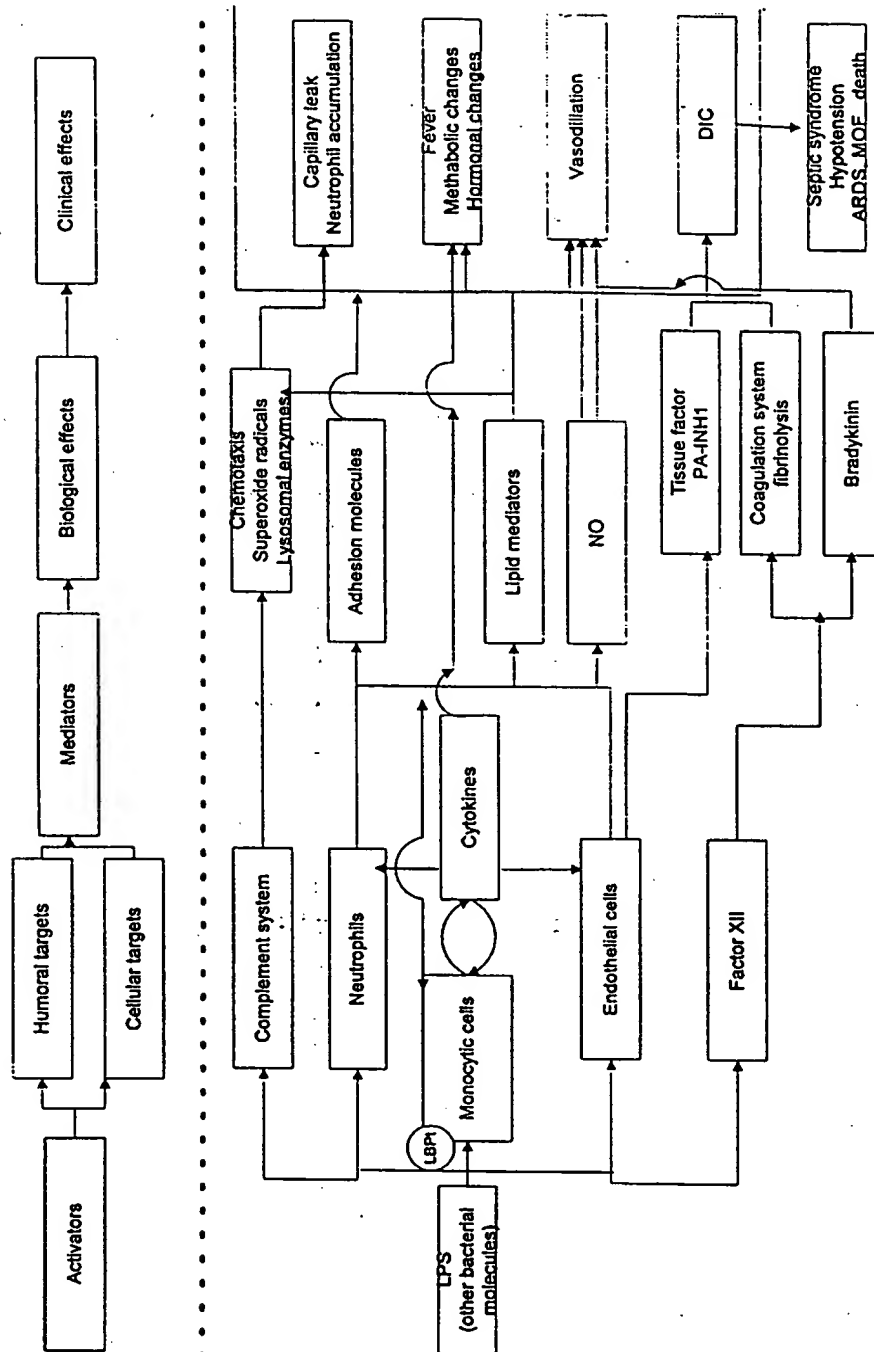 Activators
Humoral targets
Cellular targets
Mediators
Biological effects
Clinical effects
LPS
(other bacterial
molecules)
LBPt
Complement system
Neutrophils
Monocytic cells
Cytokines
Endothelial cells
Factor XII
Chemotaxis
Superoxide radicals
Lysosomal enzymes
Adhesion molecules
Lipid mediators
NO
Tissue factor
PA-INH1
Coagulation system
fibrinolysis
Bradykinin
Capillary leak
Neutrophil accumulation
Fever
Methabolic changes
Hormonal changes
Vasodiliation
DIC
Septic syndrome
Hypotension
ARDS, MOF, death